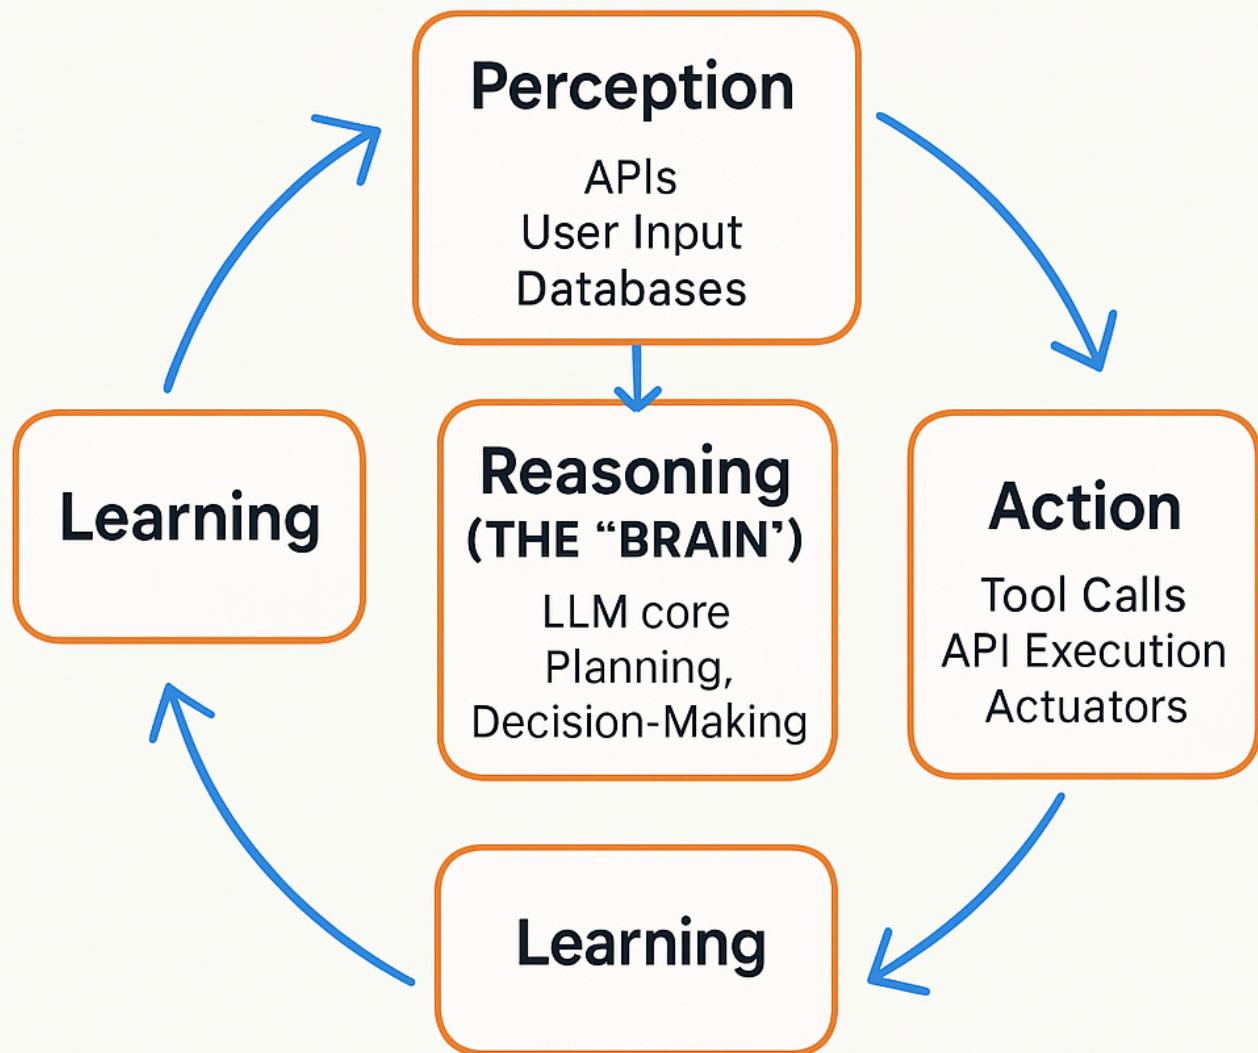 Perception
APIs
User Input
Databases
Learning
Reasoning
(THE “BRAIN’)
LLM core
Planning,
Decision-Making
Action
Tool Calls
API Execution
Actuators
Learning